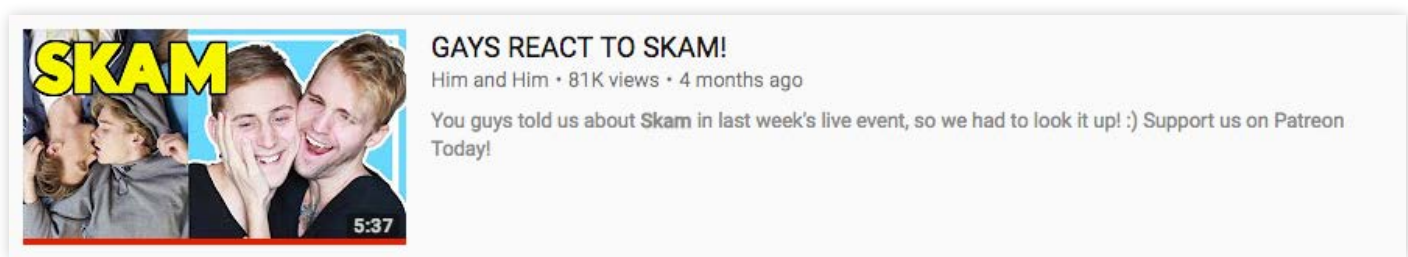 SKAM
5:37
GAYS REACT TO SKAM!
Him and Him • 81K views • 4 months ago
You guys told us about Skam in last week's live event, so we had to look it up! :) Support us on Patreon
Today!